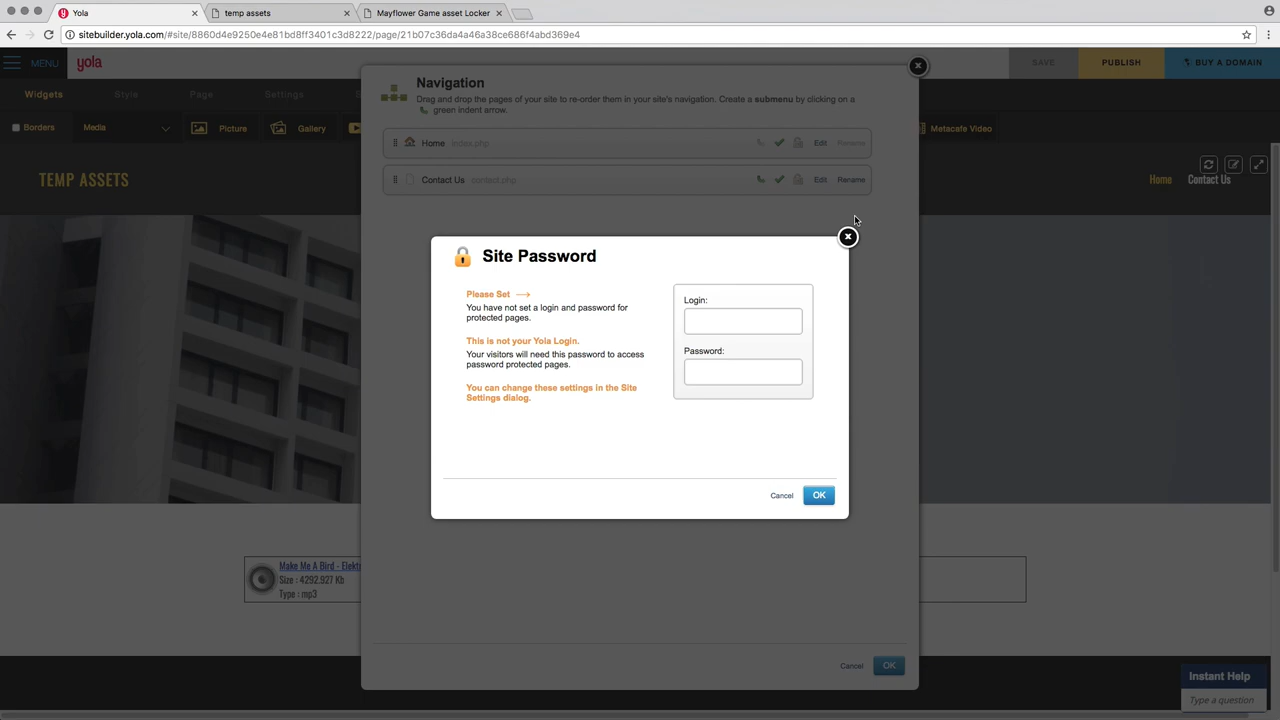 Yola
temp assets
Mayflower Game asset Locker
sitebuilder.yola.com/#site/8860d4e9250e4e81bd8ff3401c3d8222/page/21b07c36da4a46a38ce686f4abd369e4
MENU
yola
SAVE
PUBLISH
BUY A DOMAIN
Widgets
Style
Page
Settings
Borders
Media
Picture
Gallery
Metacafe Video
TEMP ASSETS
Home
Contact Us
Navigation
Drag and drop the pages of your site to re-order them in your site's navigation. Create a submenu by clicking on a
green indent arrow.
Home index.php
Edit
Rename
Contact Us contact.php
Edit
Rename
Site Password
Please Set
You have not set a login and password for
protected pages.
This is not your Yola Login.
Your visitors will need this password to access
password protected pages.
You can change these settings in the Site
Settings dialog.
Login:
Password:
Cancel
OK
Make Me A Bird - Elektr
Size : 4292.927 Kb
Type : mp3
Cancel
OK
Instant Help
Type a question